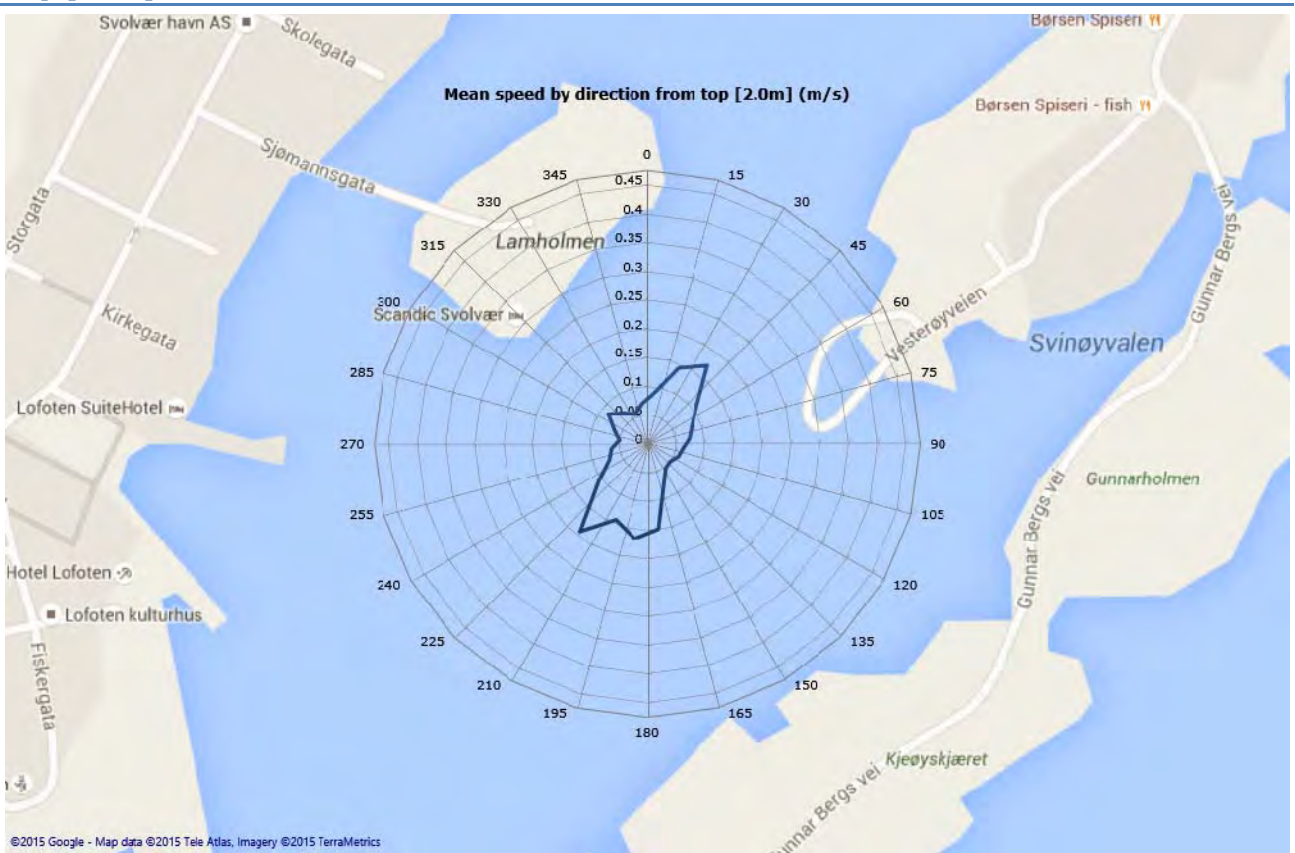 Svolvær havn AS
Skolegata
Børsen Spiseri
Mean speed by direction from top [2.0m] (m/s)
Børsen Spiseri - fish
Sjømannsgata
0
345
15
0.45
330
30
0.4
Storgata
Lamholmen
315
45
0.35
Gunnar Bergs vei
0.3
300
60
Scandic Svolvær
0.25
Vesterøyveien
Kirkegata
0.2
Svinøyvalen
0.15
285
75
0.1
Lofoten SuiteHotel
0.05
270
0
90
Gunnarholmen
255
105
Gunnar Bergs vei
Hotel Lofoten
240
120
Lofoten kulturhus
225
135
Fiskergata
210
150
195
165
180
Kjeøyskjæret
Gunnar Bergs vei
©2015 Google - Map data ©2015 Tele Atlas, Imagery ©2015 TerraMetrics